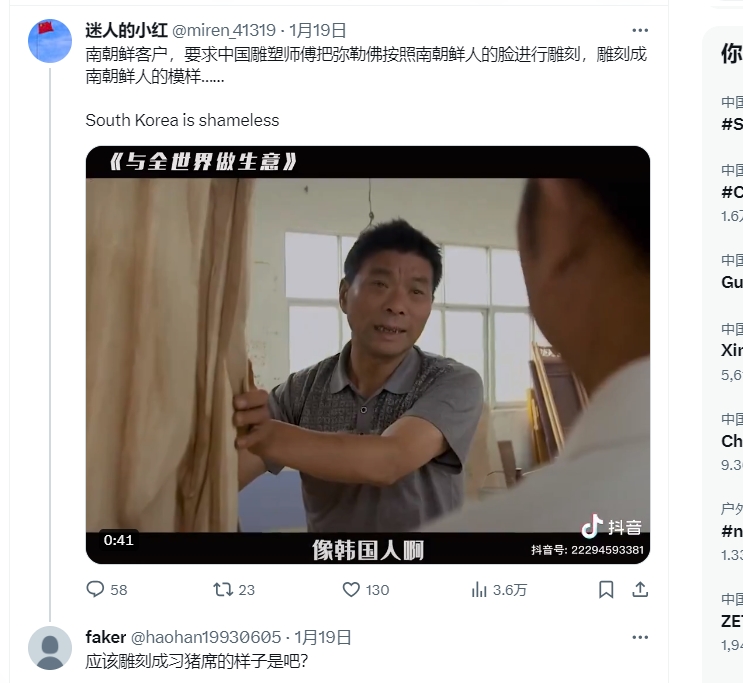 迷人的小红 @miren_41319 · 1月19日
南朝鲜客户，要求中国雕塑师傅把弥勒佛按照南朝鲜人的脸进行雕刻，雕刻成
南朝鲜人的模样......
South Korea is shameless
《与全世界做生意》
0:41
像韩国人啊
抖音
抖音号: 22294593381
58
23
130
3.6万
faker @haohan19930605 · 1月19日
应该雕刻成习猪席的样子是吧？
你
中国
#S
中国
#C
1.6万
中国
Gu
中国
Xin
5,6
中国
Ch
9.3
户外
#n
1.33
中国
ZE
1,94